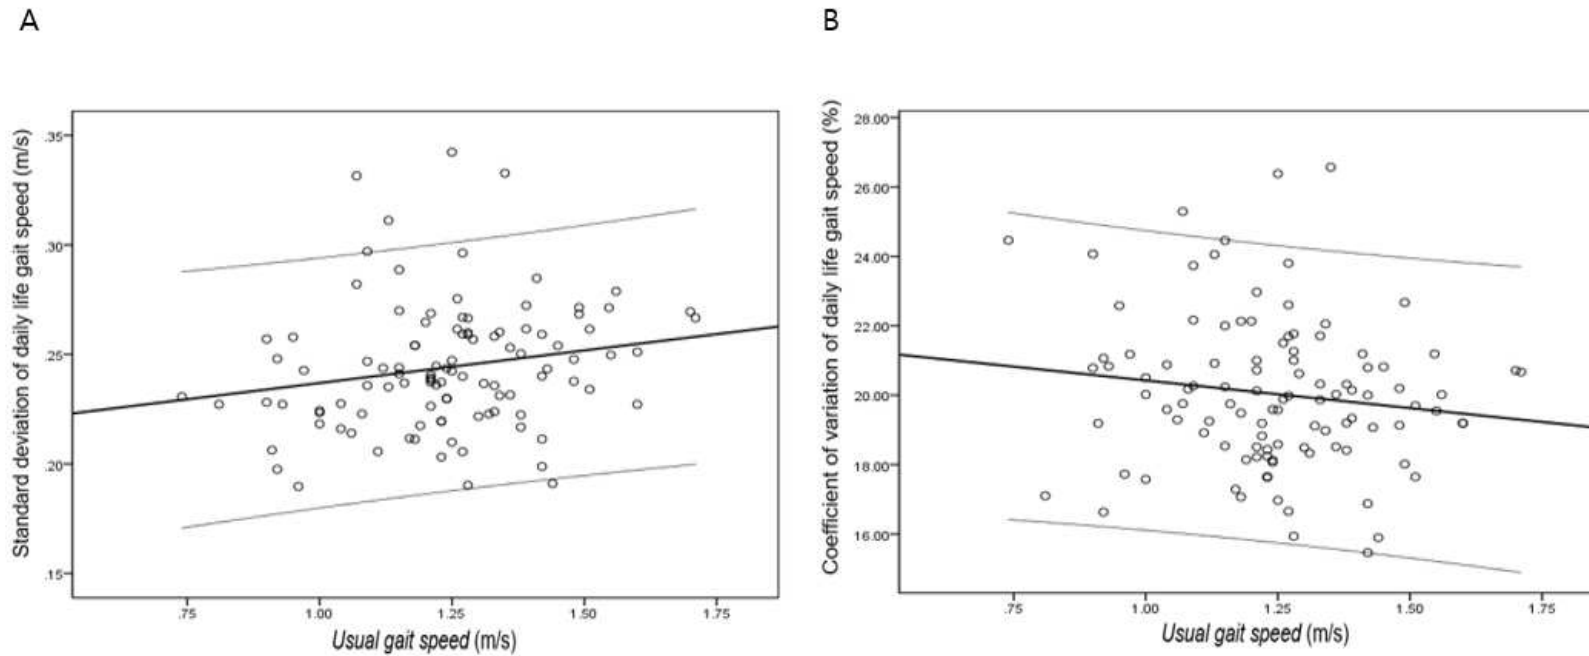 A
B
Standard deviation of daily life gait speed (m/s)
.35
.30
.25
.20
.15
.75 1.00 1.25 1.50 1.75
Usual gait speed (m/s)
Coefficient of variation of daily life gait speed (%)
28.00
26.00
24.00
22.00
20.00
18.00
16.00
.75 1.00 1.25 1.50 1.75
Usual gait speed (m/s)